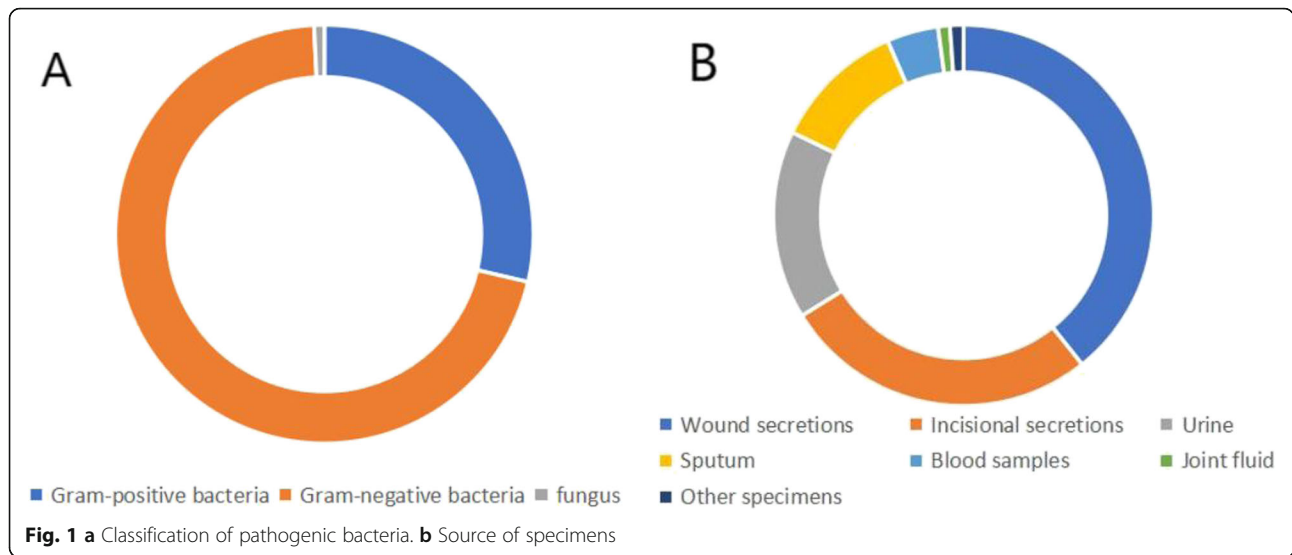 A
B
■ Gram-positive bacteria ■ Gram-negative bacteria ■ fungus
■ Wound secretions ■ Incisional secretions ■ Urine
■ Sputum ■ Blood samples ■ Joint fluid
■ Other specimens
Fig. 1 a Classification of pathogenic bacteria. b Source of specimens